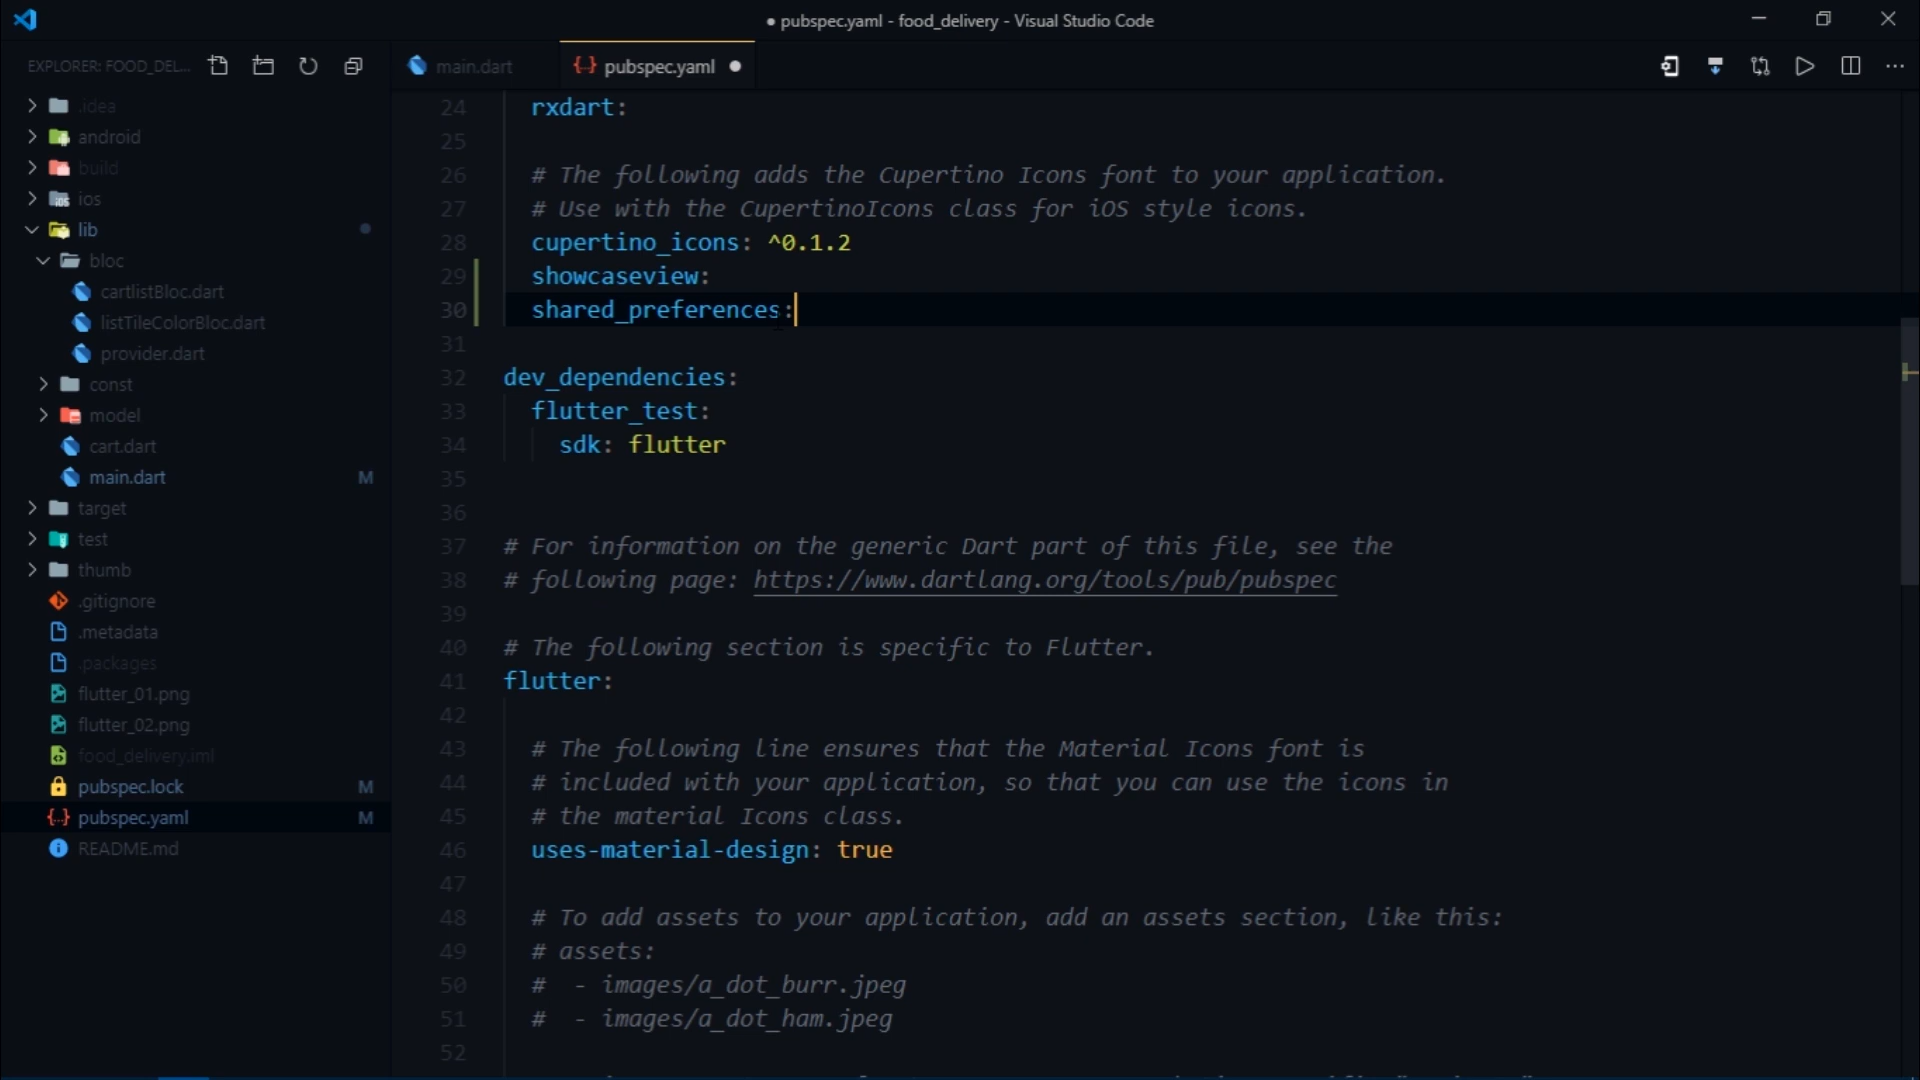 ● pubspec.yaml - food_delivery - Visual Studio Code
EXPLORER: FOOD_DEL...
main.dart
{..} pubspec.yaml ●
.idea
android
build
ios
lib
bloc
cartlistBloc.dart
listTileColorBloc.dart
provider.dart
const
model
cart.dart
main.dart M
target
test
thumb
.gitignore
.metadata
.packages
flutter_01.png
flutter_02.png
food_delivery.iml
pubspec.lock M
{..} pubspec.yaml M
README.md
24 rxdart:
25
26 # The following adds the Cupertino Icons font to your application.
27 # Use with the CupertinoIcons class for iOS style icons.
28 cupertino_icons: ^0.1.2
29 showcaseview:
30 shared_preferences:
31
32 dev_dependencies:
33 flutter_test:
34 sdk: flutter
35
36
37 # For information on the generic Dart part of this file, see the
38 # following page: https://www.dartlang.org/tools/pub/pubspec
39
40 # The following section is specific to Flutter.
41 flutter:
42
43 # The following line ensures that the Material Icons font is
44 # included with your application, so that you can use the icons in
45 # the material Icons class.
46 uses-material-design: true
47
48 # To add assets to your application, add an assets section, like this:
49 # assets:
50 #  - images/a_dot_burr.jpeg
51 #  - images/a_dot_ham.jpeg
52